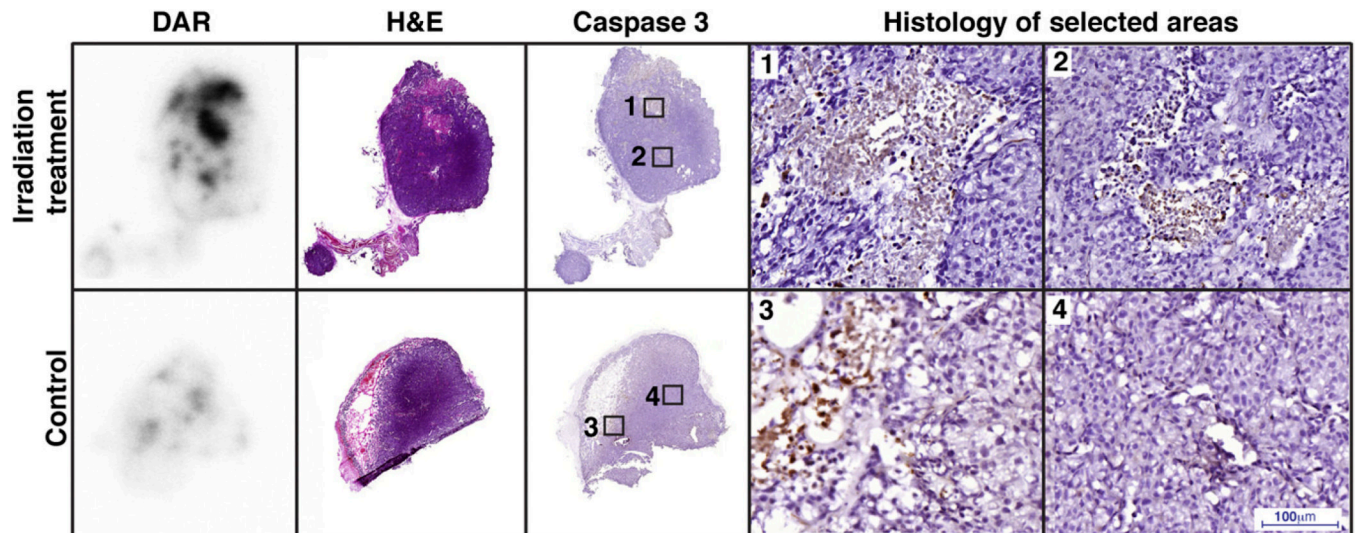 DAR H&E Caspase 3 Histology of selected areas
Irradiation
treatment
1
2
1
2
Control
3
4
3
4
100µm